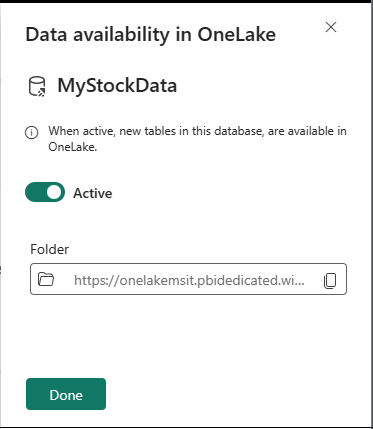 Data availability in OneLake
MyStockData
When active, new tables in this database, are available in
OneLake.
Active
Folder
https://onelakemsit.pbidedicated.wi...
Done